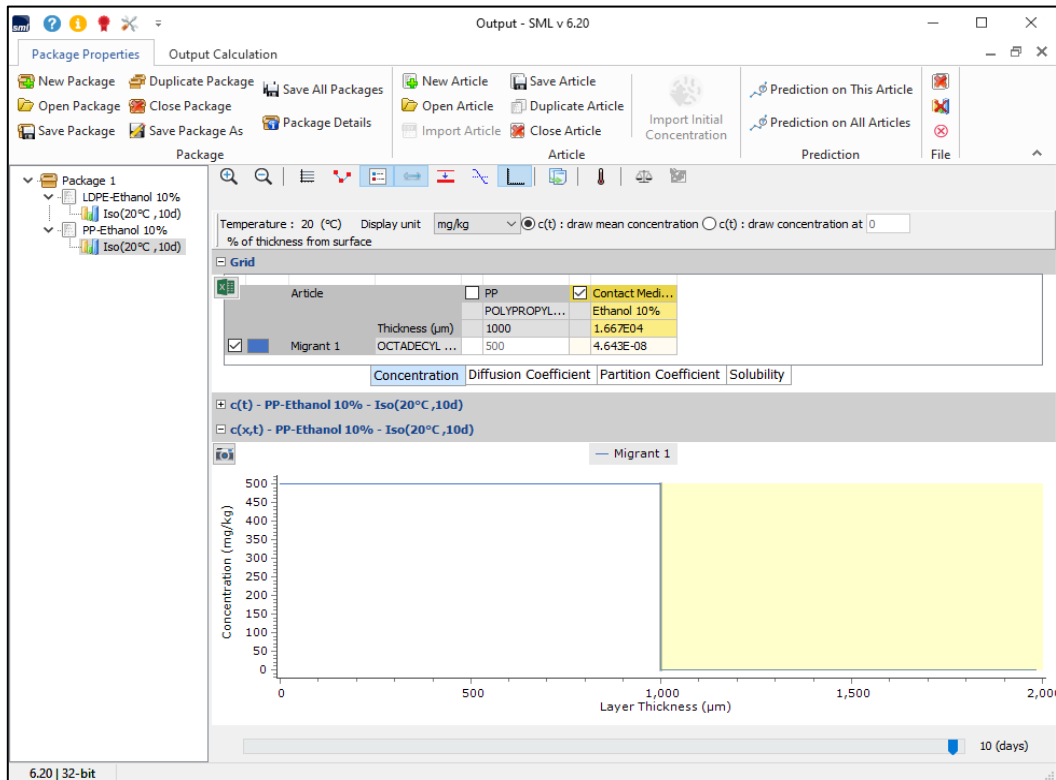 sml
Output - SML v 6.20
Package Properties
Output Calculation
New Package
Duplicate Package
Save All Packages
Open Package
Close Package
Package Details
Save Package
Save Package As
Package
New Article
Save Article
Open Article
Duplicate Article
Import Article
Close Article
Import Initial
Concentration
Article
Prediction on This Article
Prediction on All Articles
Prediction
File
Package 1
LDPE-Ethanol 10%
Iso(20°C ,10d)
PP-Ethanol 10%
Iso(20°C ,10d)
Temperature : 20 (°C) Display unit mg/kg c(t) : draw mean concentration c(t) : draw concentration at 0
% of thickness from surface
Grid
Article PP Contact Medi...
POLYPROPYL... Ethanol 10%
Thickness (µm) 1000 1.667E04
Migrant 1 OCTADECYL ... 500 4.643E-08
Concentration Diffusion Coefficient Partition Coefficient Solubility
c(t) - PP-Ethanol 10% - Iso(20°C ,10d)
c(x,t) - PP-Ethanol 10% - Iso(20°C ,10d)
Migrant 1
Concentration (mg/kg)
500
450
400
350
300
250
200
150
100
50
0
0 500 1,000 1,500 2,000
Layer Thickness (µm)
10 (days)
6.20 | 32-bit